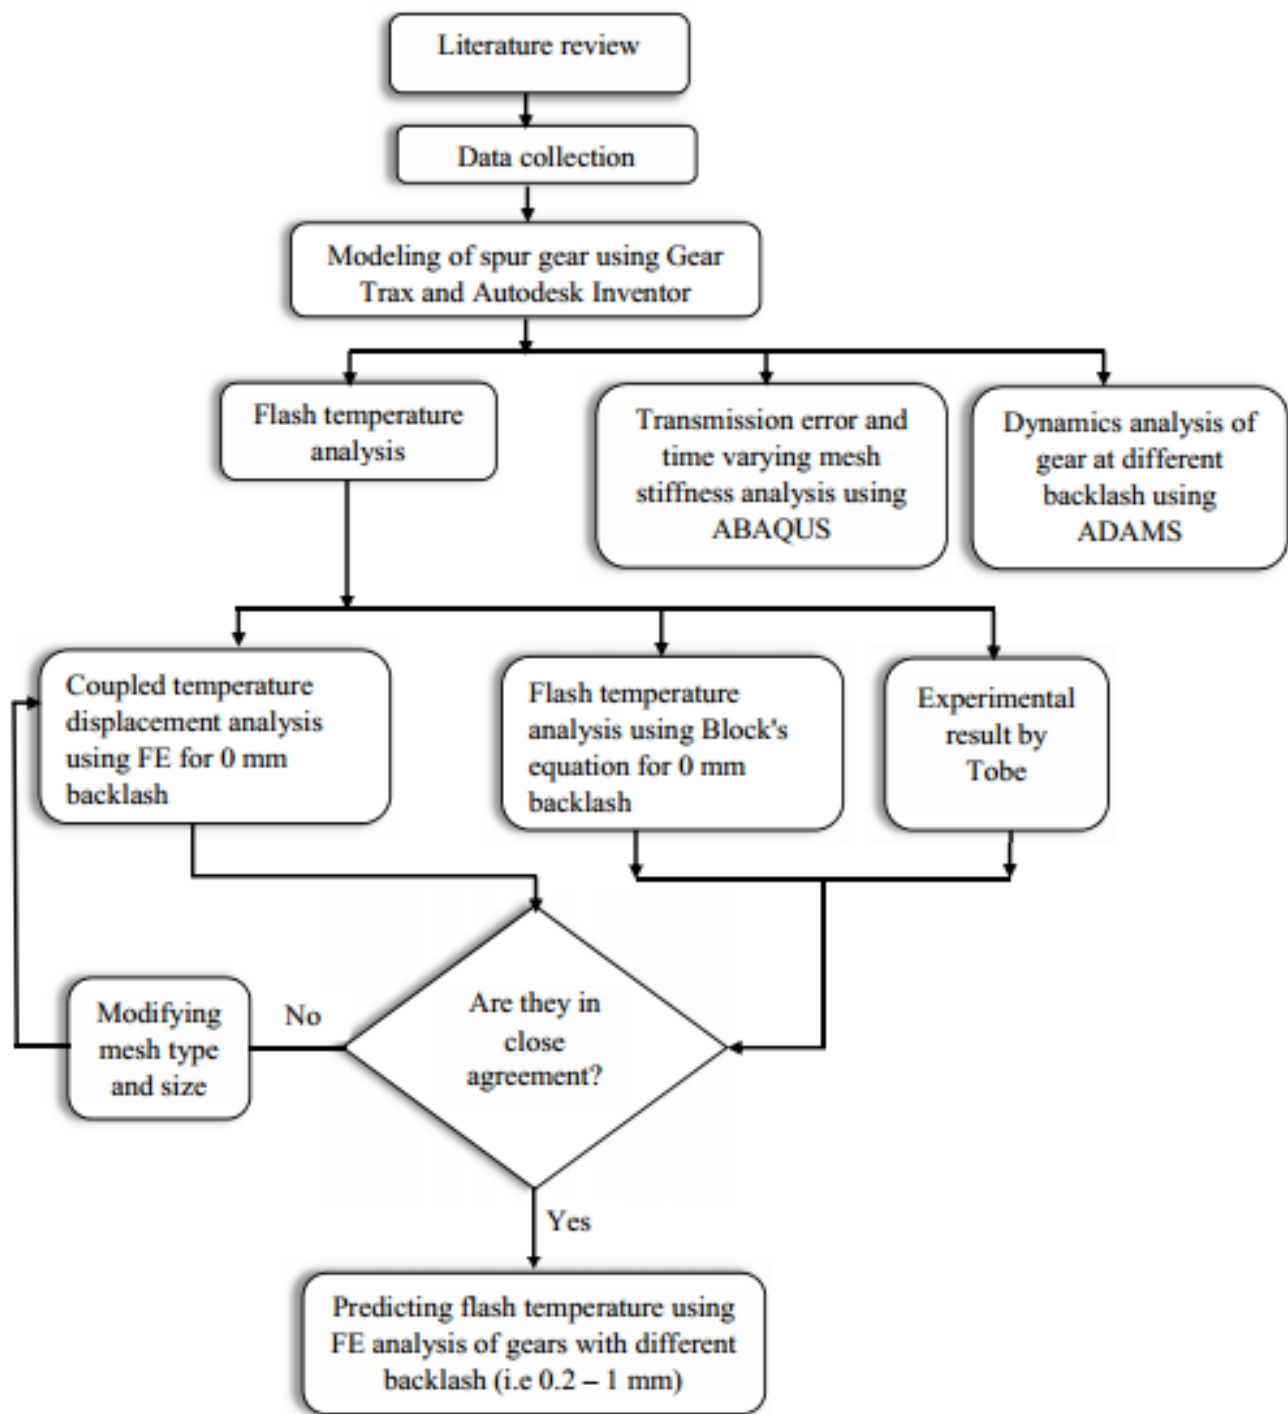 Literature review
Data collection
Modeling of spur gear using Gear
Trax and Autodesk Inventor
Flash temperature
analysis
Transmission error and
time varying mesh
stiffness analysis using
ABAQUS
Dynamics analysis of
gear at different
backlash using
ADAMS
Coupled temperature
displacement analysis
using FE for 0 mm
backlash
Flash temperature
analysis using Block's
equation for 0 mm
backlash
Experimental
result by
Tobe
Modifying
mesh type
and size
No
Are they in
close
agreement?
Yes
Predicting flash temperature using
FE analysis of gears with different
backlash (i.e 0.2 – 1 mm)